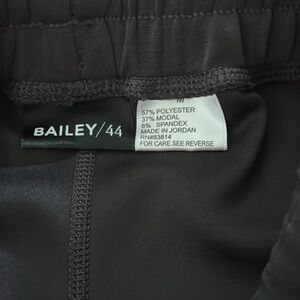 BAILEY/44
M
57% POLYESTER
37% MODAL
6% SPANDEX
MADE IN JORDAN
RN#83814
FOR CARE SEE REVERSE